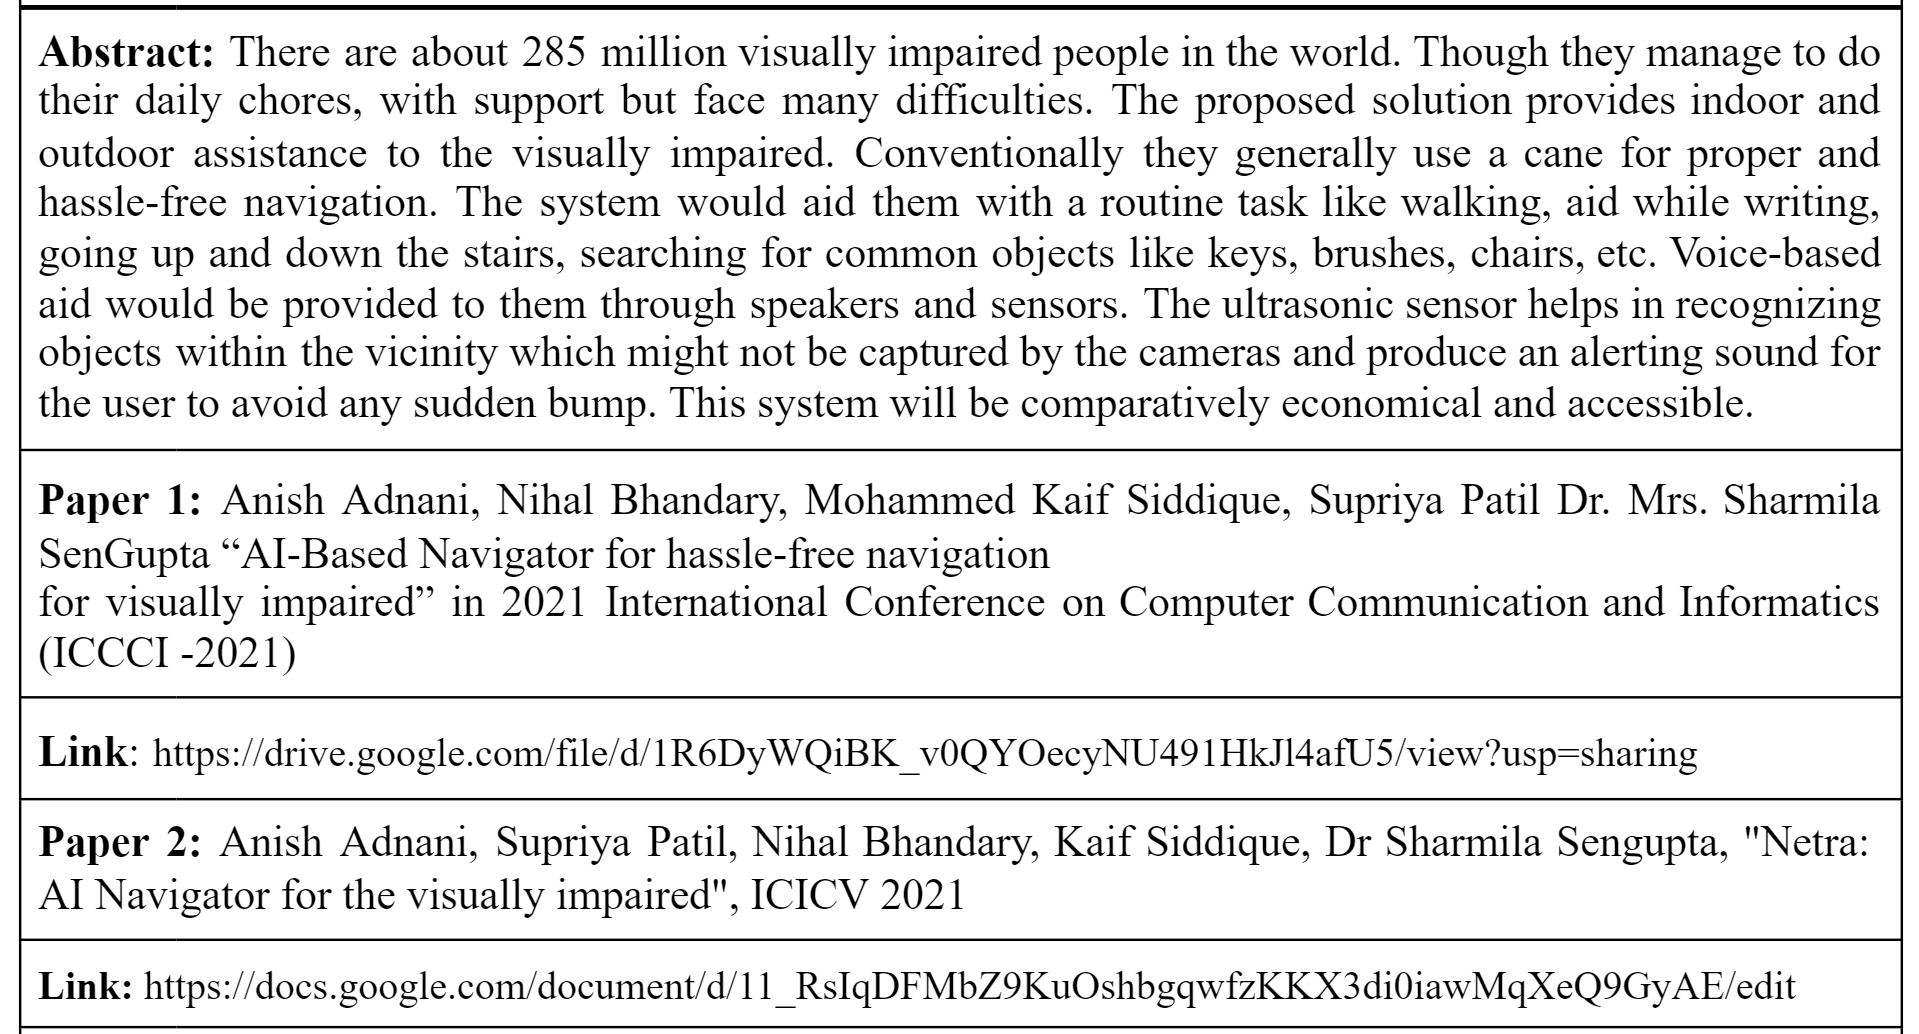 Abstract: There are about 285 million visually impaired people in the world. Though they manage to do
their daily chores, with support but face many difficulties. The proposed solution provides indoor and
outdoor assistance to the visually impaired. Conventionally they generally use a cane for proper and
hassle-free navigation. The system would aid them with a routine task like walking, aid while writing,
going up and down the stairs, searching for common objects like keys, brushes, chairs, etc. Voice-based
aid would be provided to them through speakers and sensors. The ultrasonic sensor helps in recognizing
objects within the vicinity which might not be captured by the cameras and produce an alerting sound for
the user to avoid any sudden bump. This system will be comparatively economical and accessible.
Paper 1: Anish Adnani, Nihal Bhandary, Mohammed Kaif Siddique, Supriya Patil Dr. Mrs. Sharmila
SenGupta “AI-Based Navigator for hassle-free navigation
for visually impaired” in 2021 International Conference on Computer Communication and Informatics
(ICCCI -2021)
Link: https://drive.google.com/file/d/1R6DyWQiBK_v0QYOecyNU491HkJl4afU5/view?usp=sharing
Paper 2: Anish Adnani, Supriya Patil, Nihal Bhandary, Kaif Siddique, Dr Sharmila Sengupta, "Netra:
AI Navigator for the visually impaired", ICICV 2021
Link: https://docs.google.com/document/d/11_RsIqDFMbZ9KuOshbgqwfzKKX3di0iawMqXeQ9GyAE/edit